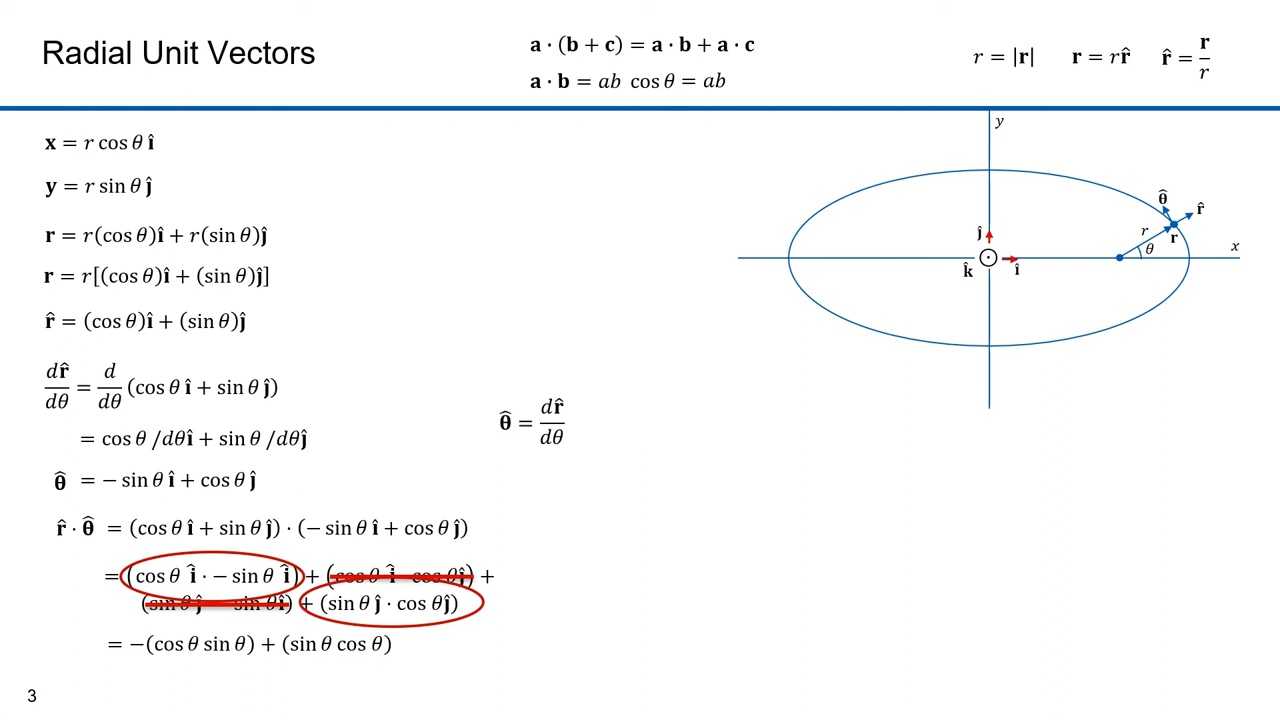 Radial Unit Vectors
𝐚 · (𝐛 + 𝐜) = 𝐚 · 𝐛 + 𝐚 · 𝐜
𝐚 · 𝐛 = ab cos θ = ab
r = |𝐫|   𝐫 = r𝐫̂   𝐫̂ = 𝐫/r
𝐱 = r cos θ 𝐢̂
𝐲 = r sin θ 𝐣̂
𝐫 = r(cos θ)𝐢̂ + r(sin θ)𝐣̂
𝐫 = r[(cos θ)𝐢̂ + (sin θ)𝐣̂]
𝐫̂ = (cos θ)𝐢̂ + (sin θ)𝐣̂
d𝐫̂/dθ = d/dθ (cos θ 𝐢̂ + sin θ 𝐣̂)
= cos θ /dθ𝐢̂ + sin θ /dθ𝐣̂
𝛉̂ = − sin θ 𝐢̂ + cos θ 𝐣̂
𝐫̂ · 𝛉̂ = (cos θ 𝐢̂ + sin θ 𝐣̂) · (− sin θ 𝐢̂ + cos θ 𝐣̂)
= (cos θ 𝐢̂ · − sin θ 𝐢̂) + (cos θ 𝐢̂ · cos θ𝐣̂) +
(sin θ 𝐣̂ · − sin θ𝐢̂) + (sin θ 𝐣̂ · cos θ𝐣̂)
= −(cos θ sin θ) + (sin θ cos θ)
𝛉̂ = d𝐫̂/dθ
y
𝛉̂
𝐫̂
r
𝐫
θ
x
𝐣̂
𝐤̂
𝐢̂
3